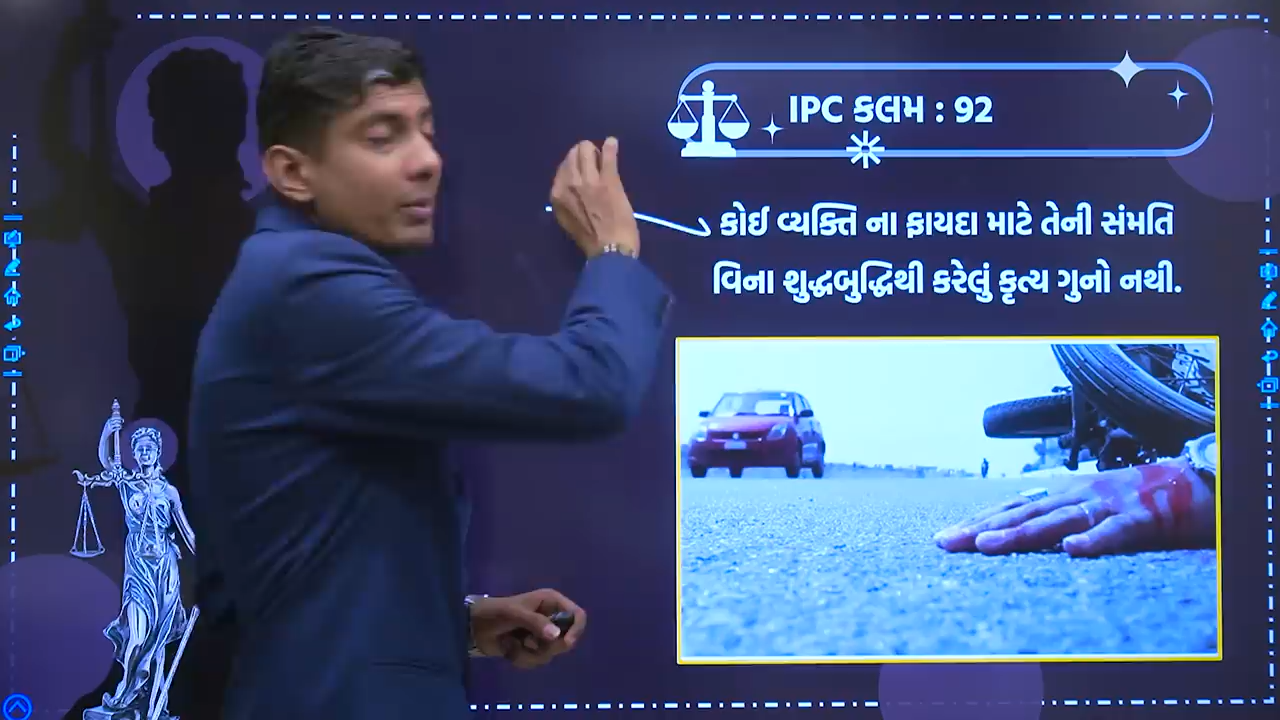 IPC કલમ : 92
કોઈ વ્યક્તિ ના ફાયદા માટે તેની સંમતિ
વિના શુદ્ધબુદ્ધિથી કરેલું કૃત્ય ગુનો નથી.